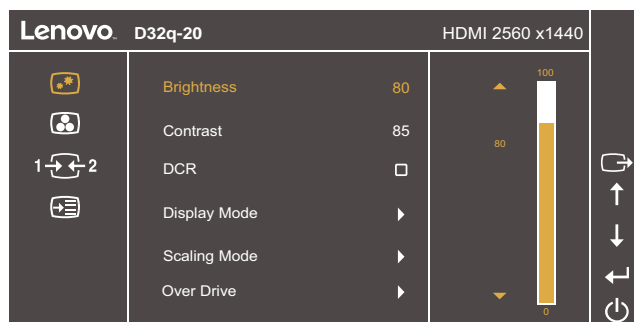 Lenovo. D32q-20 HDMI 2560 x1440
100
Brightness 80
80
Contrast 85
1 2
DCR
Display Mode
Scaling Mode
Over Drive
0